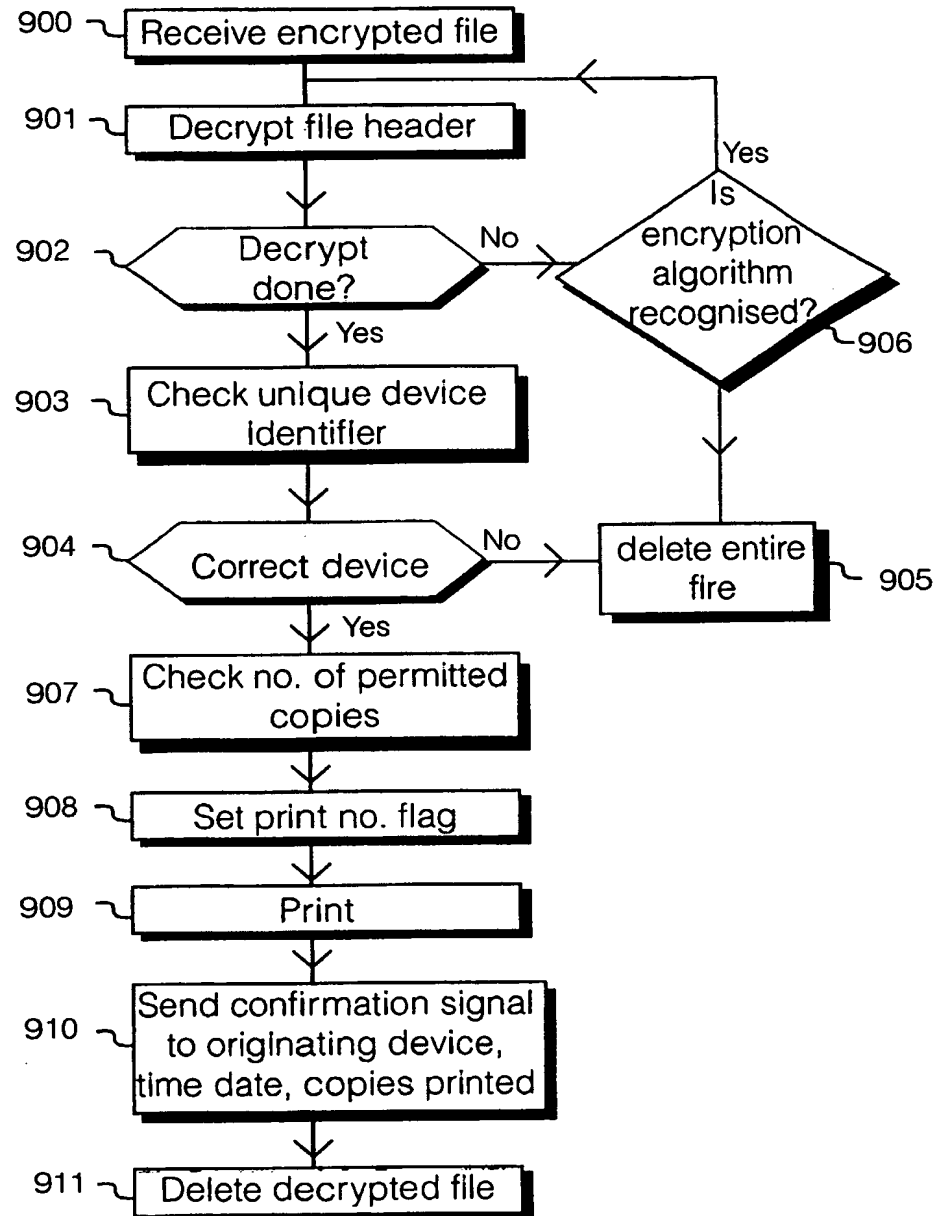 900
Receive encrypted file
901
Decrypt file header
902
Decrypt
done?
No
Yes
Is
encryption
algorithm
recognised?
906
Yes
903
Check unique device
identifier
904
Correct device
No
delete entire
fire
905
Yes
907
Check no. of permitted
copies
908
Set print no. flag
909
Print
910
Send confirmation signal
to originating device,
time date, copies printed
911
Delete decrypted file